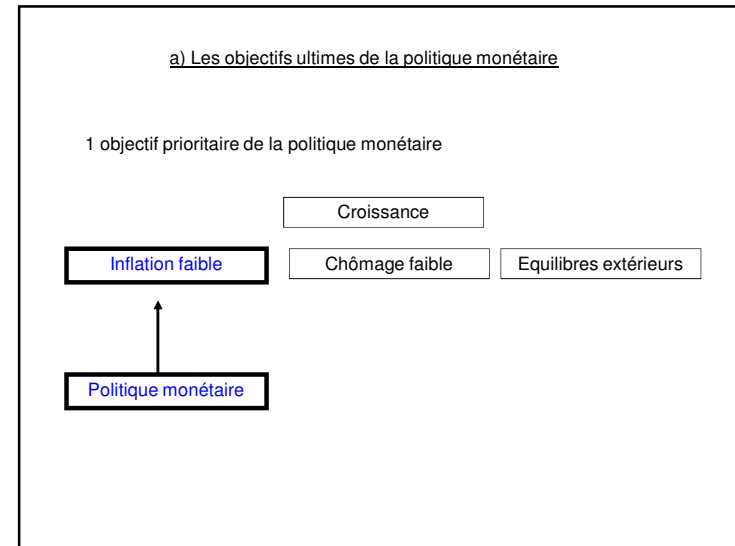 a) Les objectifs ultimes de la politique monétaire
1 objectif prioritaire de la politique monétaire
Croissance
Inflation faible
Chômage faible
Equilibres extérieurs
Politique monétaire